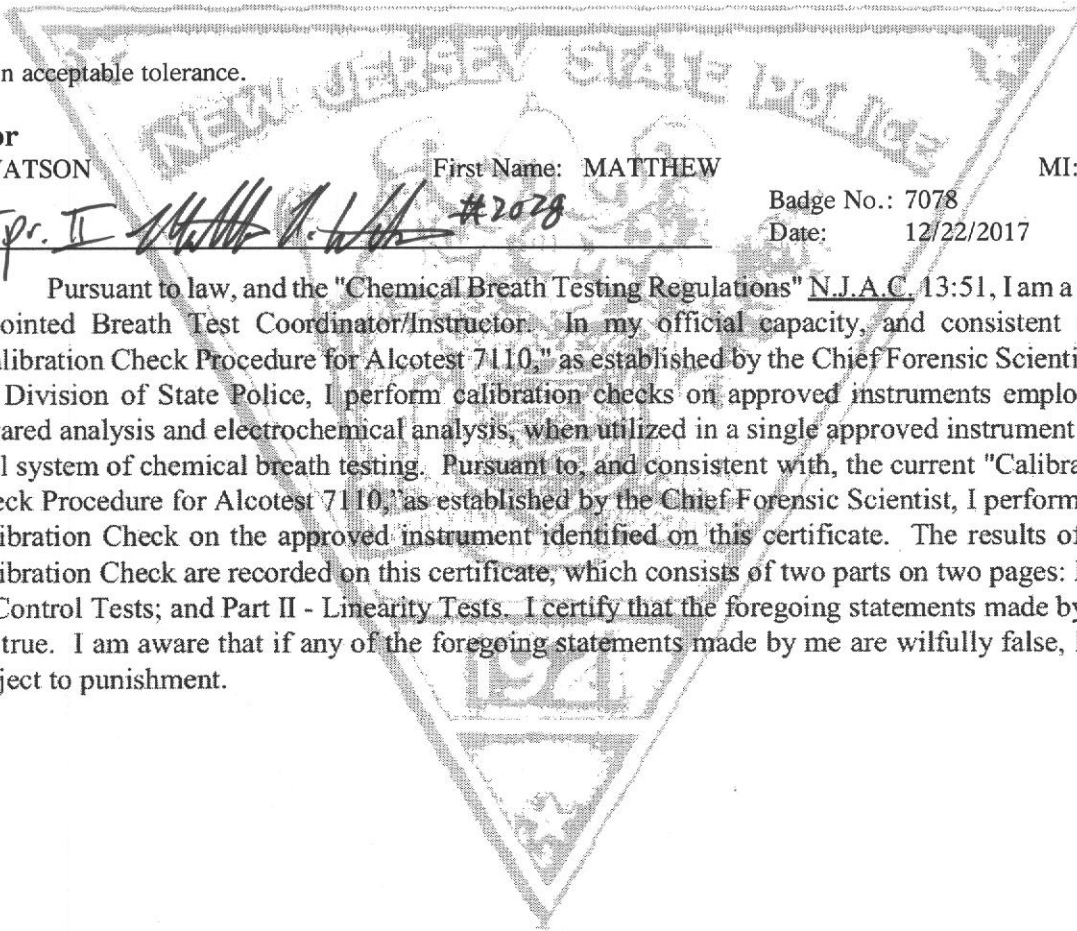 NEW JERSEY STATE POLICE
n acceptable tolerance.
or
WATSON First Name: MATTHEW MI:
Tpr. II #7078
Badge No.: 7078
Date: 12/22/2017
Pursuant to law, and the "Chemical Breath Testing Regulations" N.J.A.C. 13:51, I am a
ointed Breath Test Coordinator/Instructor. In my official capacity, and consistent
alibration Check Procedure for Alcotest 7110," as established by the Chief Forensic Scienti
Division of State Police, I perform calibration checks on approved instruments emplo
ared analysis and electrochemical analysis, when utilized in a single approved instrument
l system of chemical breath testing. Pursuant to, and consistent with, the current "Calibra
eck Procedure for Alcotest 7110," as established by the Chief Forensic Scientist, I perform
ibration Check on the approved instrument identified on this certificate. The results of
ibration Check are recorded on this certificate, which consists of two parts on two pages:
Control Tests; and Part II - Linearity Tests. I certify that the foregoing statements made by
true. I am aware that if any of the foregoing statements made by me are wilfully false,
ject to punishment.
1921